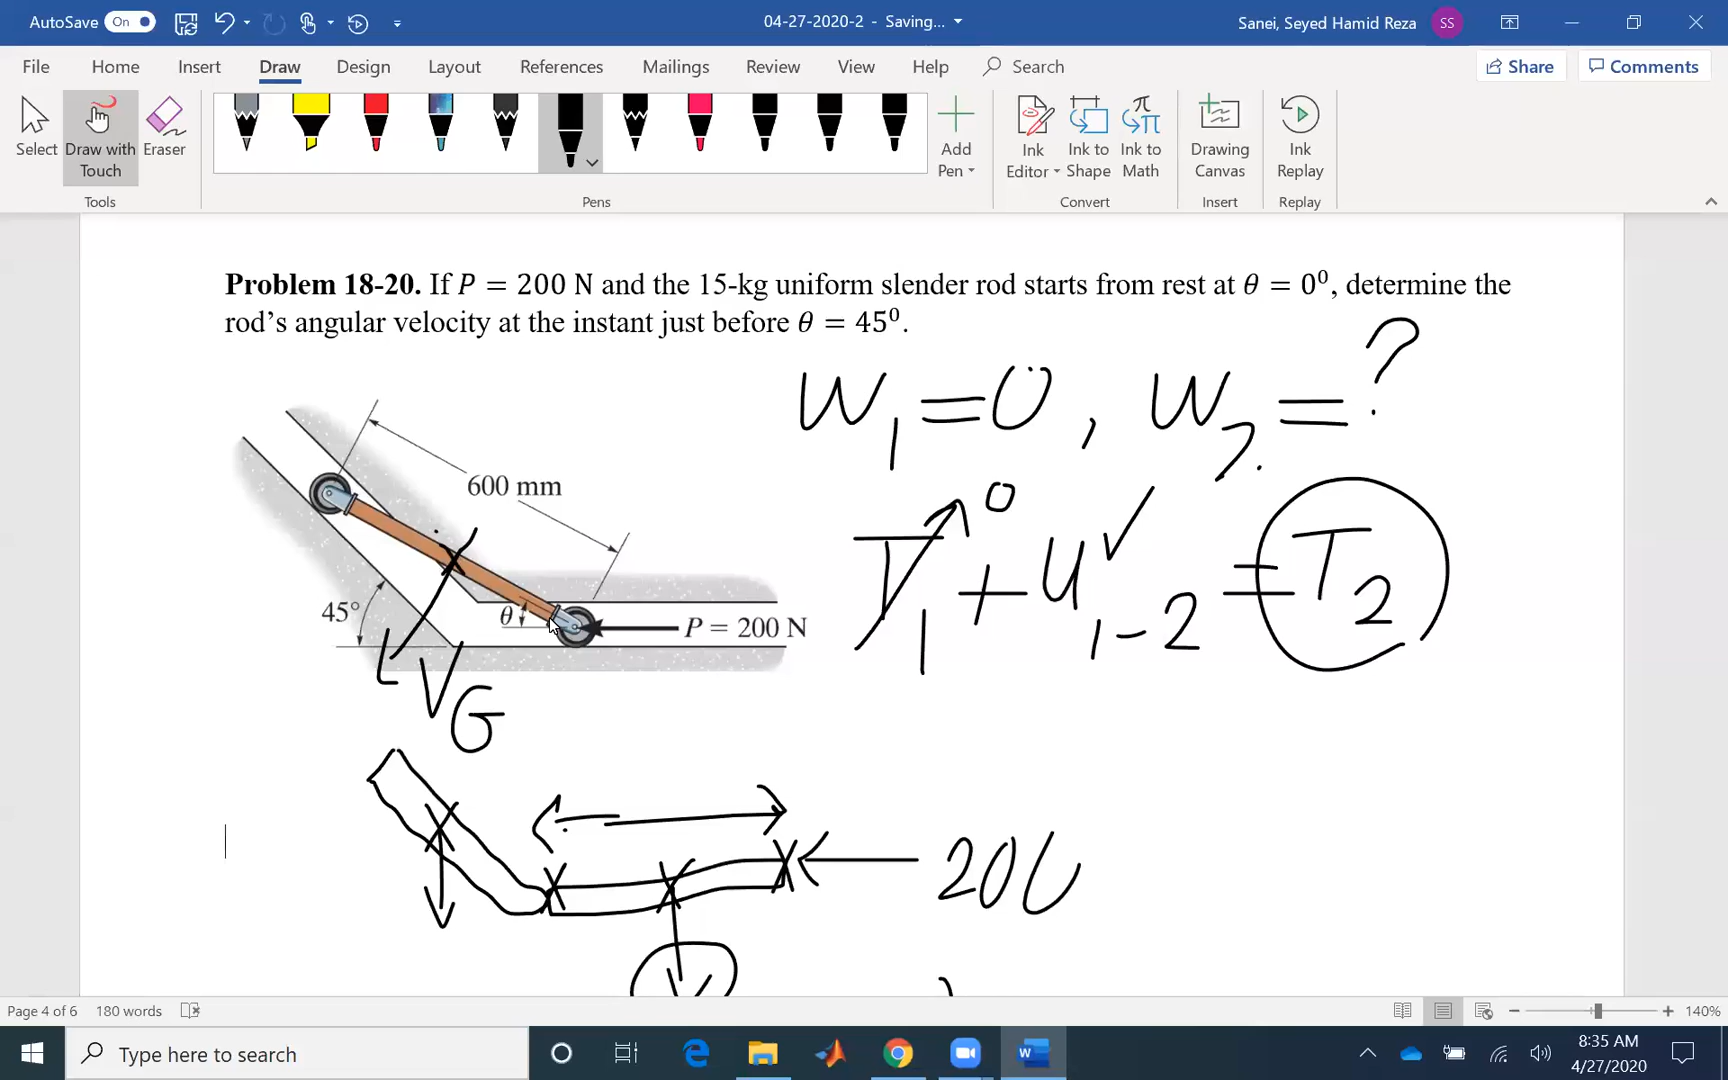 AutoSave On 04-27-2020-2 - Saving... Sanei, Seyed Hamid Reza SS
File Home Insert Draw Design Layout References Mailings Review View Help Search Share Comments
Select Draw with Touch Eraser Add Pen Ink Editor Ink to Shape Ink to Math Drawing Canvas Ink Replay
Tools Pens Convert Insert Replay
Problem 18-20. If P = 200 N and the 15-kg uniform slender rod starts from rest at θ = 0⁰, determine the
rod's angular velocity at the instant just before θ = 45⁰.
W₁ = 0, W₂ = ?
600 mm
T₁ 0 + U₁₋₂ ✓ = T₂
45° θ P = 200 N
VG
200
Page 4 of 6 180 words 140%
Type here to search 8:35 AM
4/27/2020